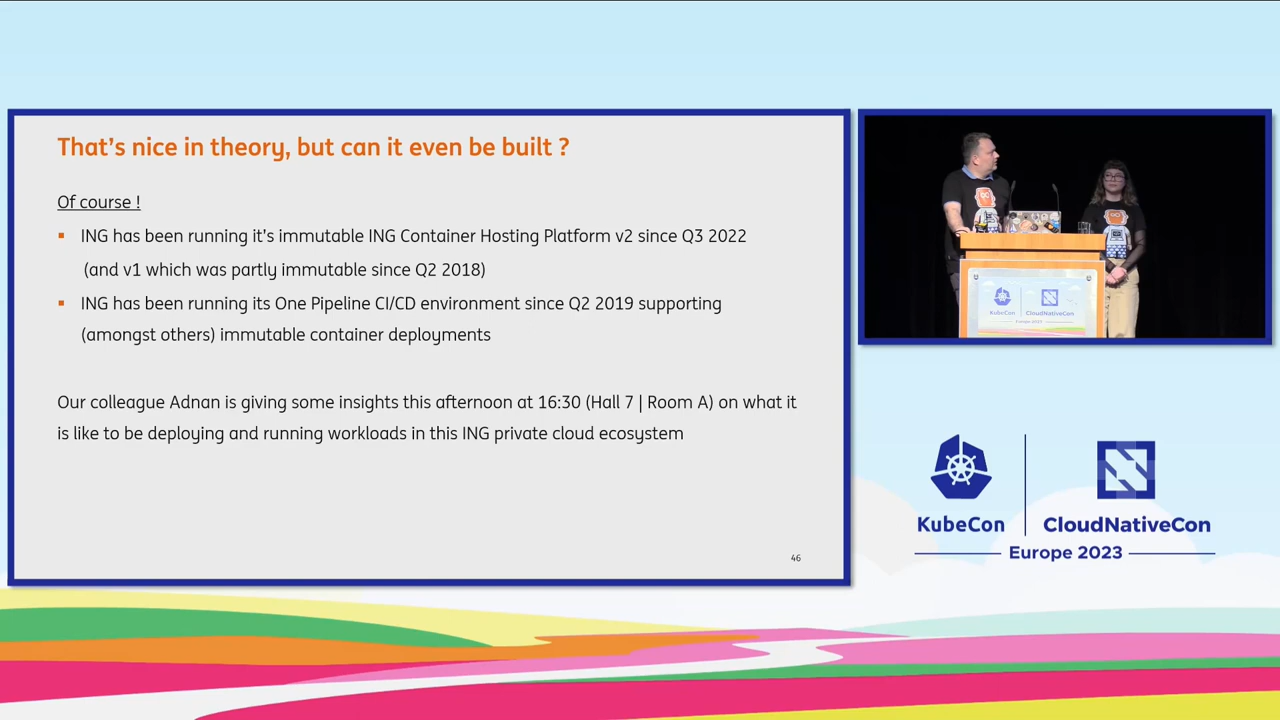 That's nice in theory, but can it even be built ?
Of course !
▪ ING has been running it's immutable ING Container Hosting Platform v2 since Q3 2022
(and v1 which was partly immutable since Q2 2018)
▪ ING has been running its One Pipeline CI/CD environment since Q2 2019 supporting
(amongst others) immutable container deployments
Our colleague Adnan is giving some insights this afternoon at 16:30 (Hall 7 | Room A) on what it
is like to be deploying and running workloads in this ING private cloud ecosystem
46
KubeCon
CloudNativeCon
Europe 2023
KubeCon
CloudNativeCon
Europe 2023